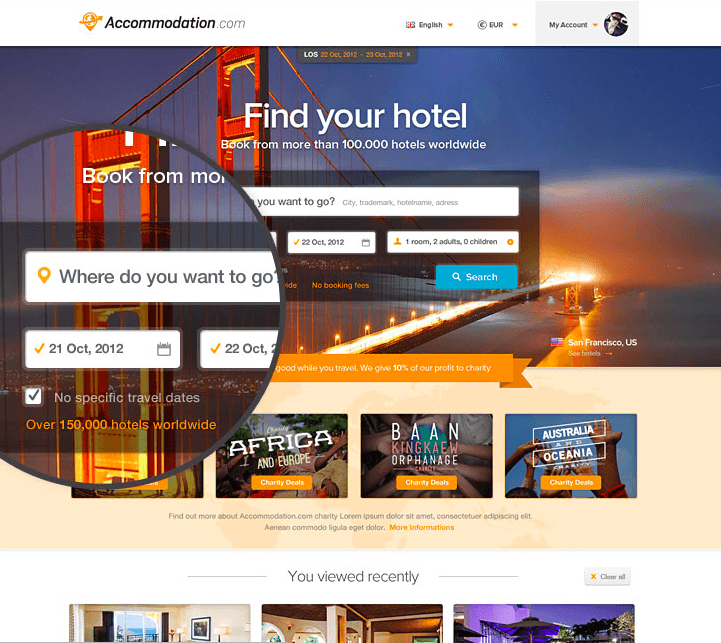 Accommodation.com
English
EUR
My Account
LOS 22 Oct, 2012 - 23 Oct, 2012 ×
Find your hotel
Book from more than 100.000 hotels worldwide
Book from mor
you want to go? City, trademark, hotelname, adress
Where do you want to go?
22 Oct, 2012
1 room, 2 adults, 0 children
21 Oct, 2012
22 Oct, 2
No specific travel dates
Over 150,000 hotels worldwide
No booking fees
Search
San Francisco, US
See hotels →
good while you travel. We give 10% of our profit to charity
Charity
AFRICA
AND EUROPE
Charity Deals
BAAN
KINGKAEW
ORPHANAGE
CHARITY
Charity Deals
AUSTRALIA
AND
OCEANIA
CHARITY
Charity Deals
Find out more about Accommodation.com charity Lorem ipsum dolor sit amet, consectetuer adipiscing elit.
Aenean commodo ligula eget dolor. More Informations
You viewed recently
× Clear all